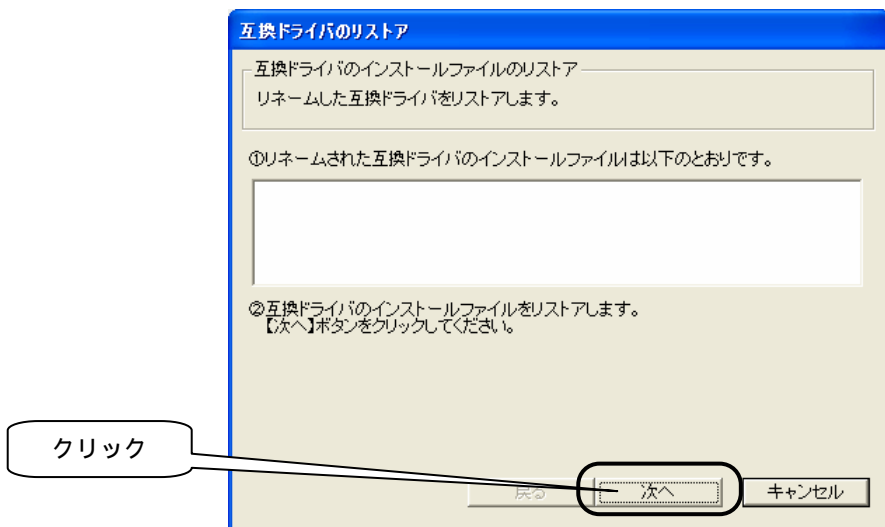 互換ドライバのリストア
互換ドライバのインストールファイルのリストア
リネームした互換ドライバをリストアします。
①リネームされた互換ドライバのインストールファイルは以下のとおりです。
②互換ドライバのインストールファイルをリストアします。
【次へ】ボタンをクリックしてください。
クリック
戻る
次へ
キャンセル